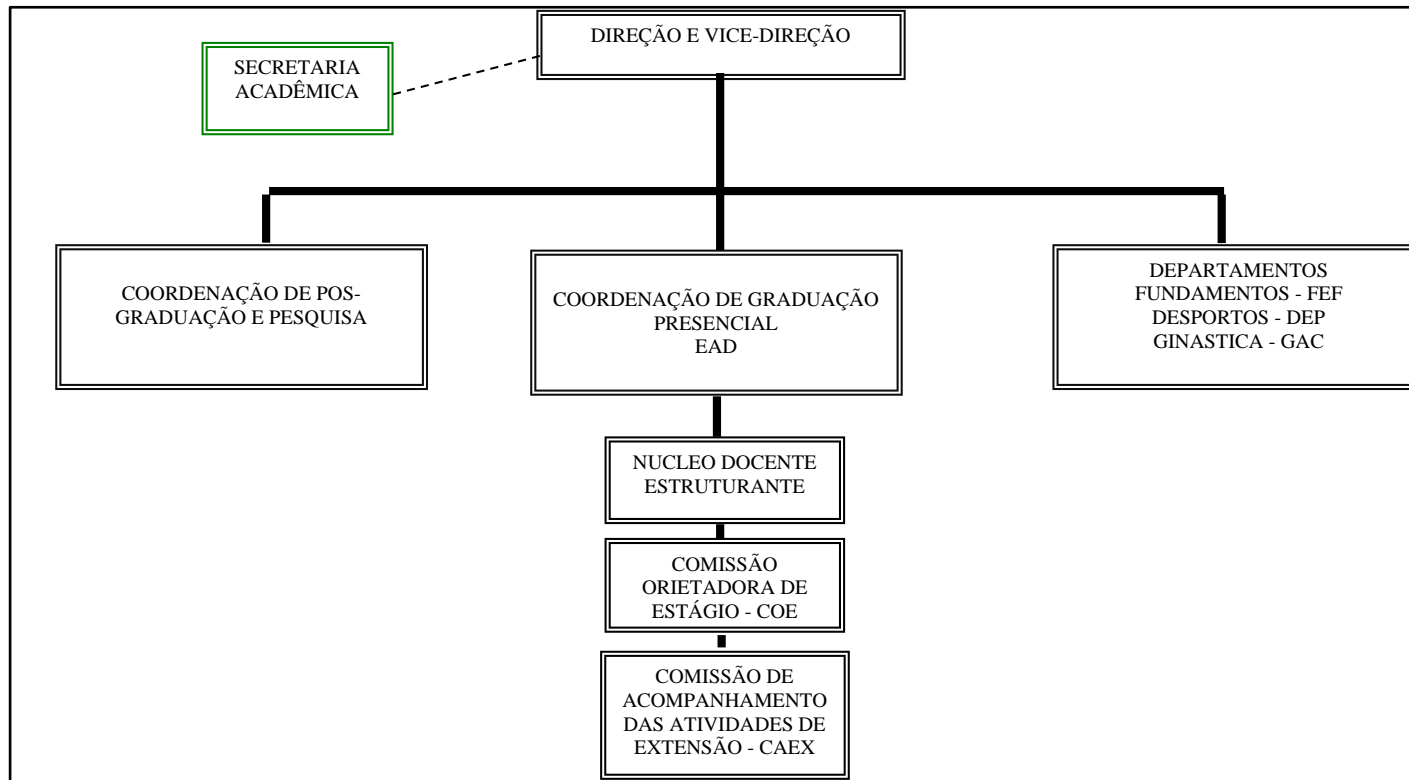 DIREÇÃO E VICE-DIREÇÃO
SECRETARIA
ACADÊMICA
COORDENAÇÃO DE POS-
GRADUAÇÃO E PESQUISA
COORDENAÇÃO DE GRADUAÇÃO
PRESENCIAL
EAD
DEPARTAMENTOS
FUNDAMENTOS - FEF
DESPORTOS - DEP
GINASTICA - GAC
NUCLEO DOCENTE
ESTRUTURANTE
COMISSÃO
ORIETADORA DE
ESTÁGIO - COE
COMISSÃO DE
ACOMPANHAMENTO
DAS ATIVIDADES DE
EXTENSÃO - CAEX